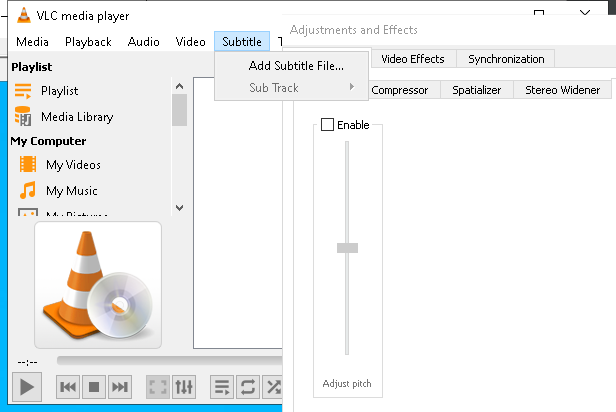 VLC media player
Adjustments and Effects
Media Playback Audio Video Subtitle
Video Effects Synchronization
Add Subtitle File...
Sub Track
Compressor Spatializer Stereo Widener
Playlist
Playlist
Media Library
My Computer
My Videos
My Music
My Pictures
Enable
Adjust pitch
--:--